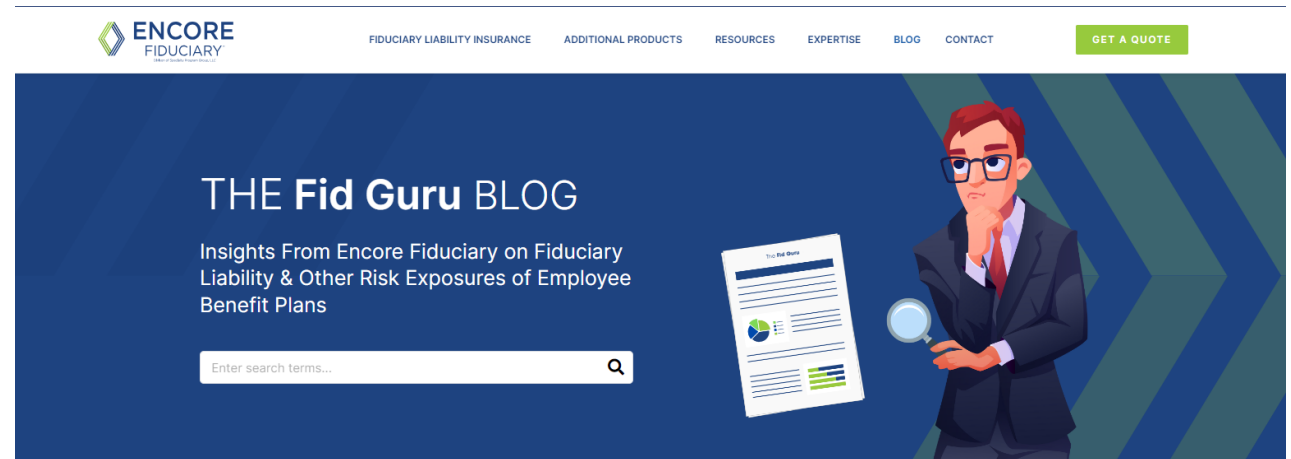 ENCORE
FIDUCIARY
FIDUCIARY LIABILITY INSURANCE
ADDITIONAL PRODUCTS
RESOURCES
EXPERTISE
BLOG
CONTACT
GET A QUOTE
THE Fid Guru BLOG
Insights From Encore Fiduciary on Fiduciary
Liability & Other Risk Exposures of Employee
Benefit Plans
Enter search terms...
The Fid Guru